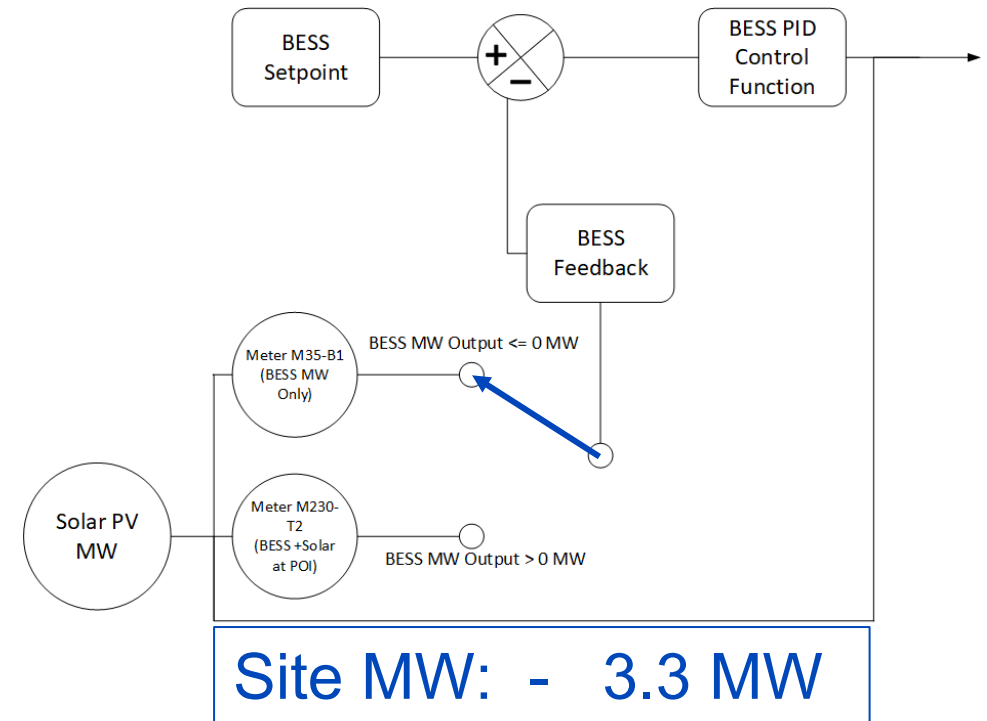 BESS
Setpoint
+
−
BESS PID
Control
Function
BESS
Feedback
Meter M35-B1
(BESS MW
Only)
BESS MW Output <= 0 MW
Solar PV
MW
Meter M230-
T2
(BESS +Solar
at POI)
BESS MW Output > 0 MW
Site MW: - 3.3 MW